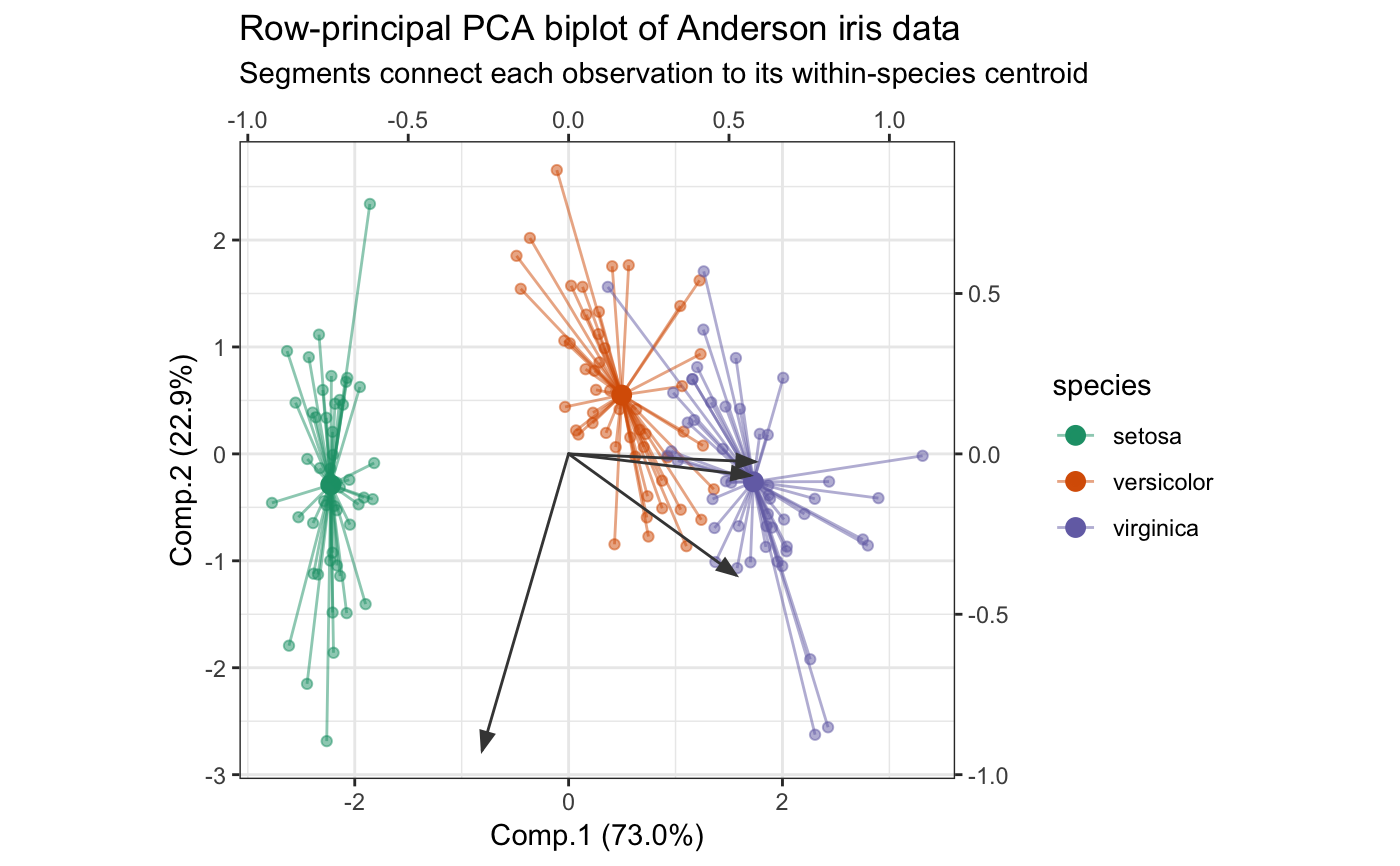 Row-principal PCA biplot of Anderson iris data
Segments connect each observation to its within-species centroid
-1.0 -0.5 0.0 0.5 1.0
2
1
0
-1
-2
-3
Comp.2 (22.9%)
0.5
0.0
-0.5
-1.0
-2 0 2
Comp.1 (73.0%)
species
setosa
versicolor
virginica